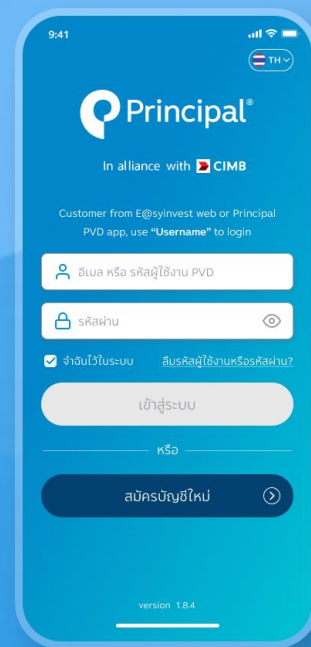 9:41
TH
Principal®
In alliance with CIMB
Customer from E@syinvest web or Principal
PVD app, use “Username” to login
อีเมล หรือ รหัสผู้ใช้งาน PVD
รหัสผ่าน
จำฉันไว้ในระบบ ลืมรหัสผู้ใช้งานหรือรหัสผ่าน?
เข้าสู่ระบบ
หรือ
สมัครบัญชีใหม่
version 1.8.4